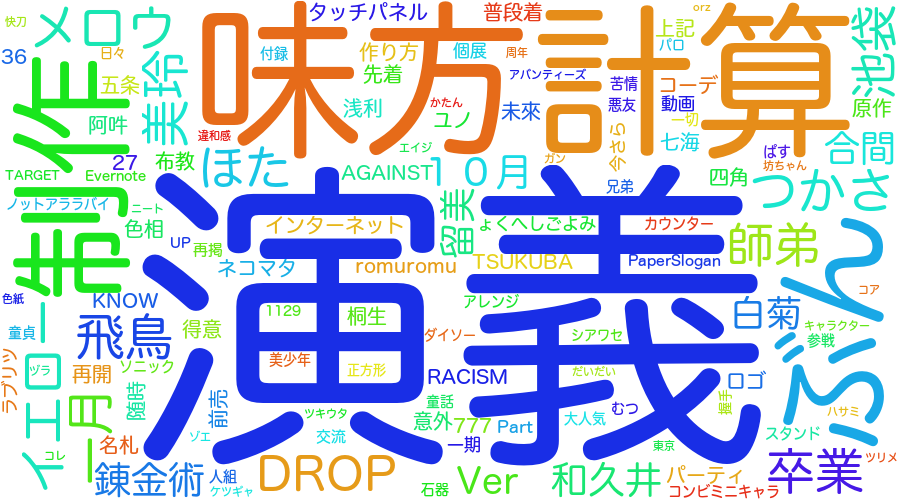 快刀
メロウ
タッチパネル
普段着
orz
上記
パロ
池袋
36
日々
味方
付録
作り方
個展
周年
計算
アバンティーズ
苦情
コーデ
五条
先着
悪友
動画
原作
制作
美玲
浅利
かたん
未來
一切
阿吽
違和感
ユノ
今さら
七海
合間
27
布教
ほた
エイジ
ガン
ぱす
坊ちゃん
TARGET
Evernote
AGAINST
10月
四角
つかさ
ノットアララバイ
ニート
兄弟
色相
インターネット
留美
ょくへしごよみ
カウンター
師弟
UP
再掲
ネコマタ
romuromu
TSUKUBA
PaperSlogan
演義
色紙
KNOW
1129
桐生
アレンジ
コア
白菊
童貞
イエロー
飛鳥
得意
ダイソー
シアワセ
キャラクター
参戦
ぶん
ラブリツ
ヅラ
ソニック
美少年
正方形
再開
RACISM
だいだい
ロゴ
随時
前売
童話
むつ
握手
一月
ツキウタ
意外
777
Part
大人気
ハサミ
名札
ゾエ
交流
一期
東京
スタンド
コレ
錬金術
人組
ケツギャ
DROP
石器
Ver
和久井
パーティ
コンビミニキャラ
卒業
ツリメ